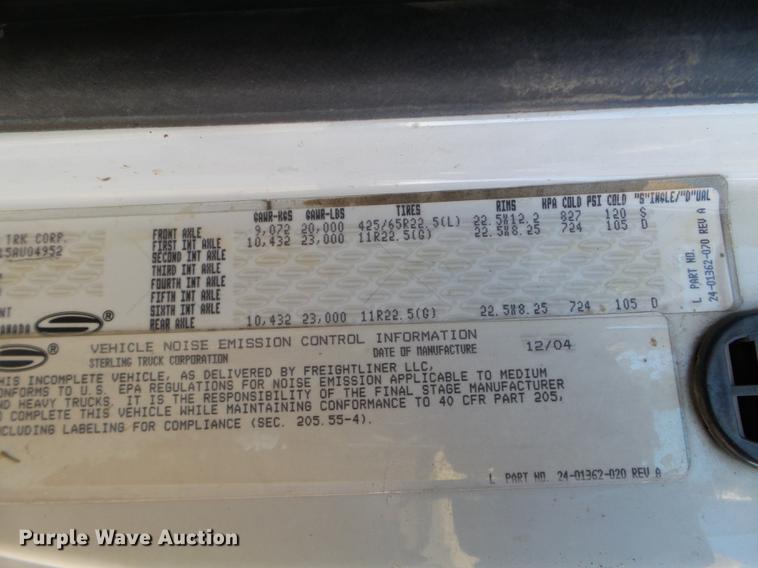 GAWR-KGS GAWR-LBS TIRES RIMS KPA COLD PSI COLD "S"INGLE/"D"UAL
TRK CORP. FRONT AXLE 9,072 20,000 425/65R22.5(L) 22.5X12.2 827 120 S
15AU04952 FIRST INT AXLE 10,432 23,000 11R22.5(G) 22.5X8.25 724 105 D
SECOND INT AXLE
THIRD INT AXLE
FOURTH INT AXLE
FIFTH INT AXLE
SIXTH INT AXLE
REAR AXLE 10,432 23,000 11R22.5(G) 22.5X8.25 724 105 D
L PART NO.
24-01362-070 REV A
VEHICLE NOISE EMISSION CONTROL INFORMATION
STERLING TRUCK CORPORATION DATE OF MANUFACTURE 12/04
THIS INCOMPLETE VEHICLE, AS DELIVERED BY FREIGHTLINER LLC,
ONFORMS TO U.S. EPA REGULATIONS FOR NOISE EMISSION APPLICABLE TO MEDIUM
ND HEAVY TRUCKS. IT IS THE RESPONSIBILITY OF THE FINAL STAGE MANUFACTURER
O COMPLETE THIS VEHICLE WHILE MAINTAINING CONFORMANCE TO 40 CFR PART 205,
CLUDING LABELING FOR COMPLIANCE (SEC. 205.55-4).
L PART NO. 24-01362-020 REV A
Purple Wave Auction